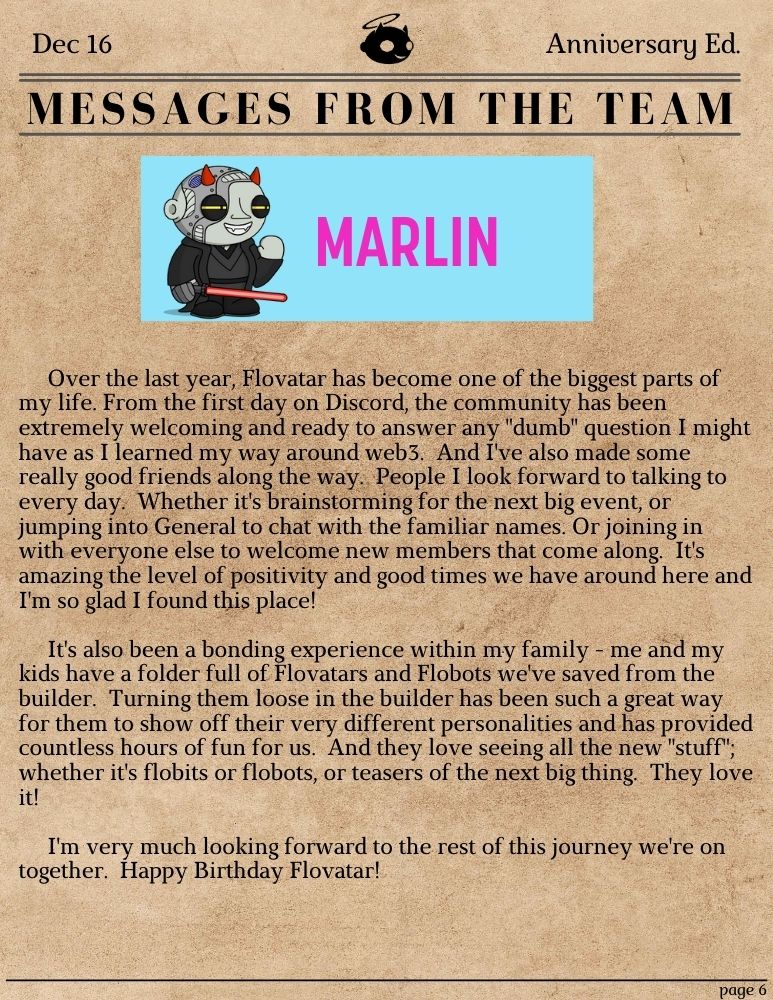 Dec 16
Anniversary Ed.
MESSAGES FROM THE TEAM
MARLIN
Over the last year, Flovatar has become one of the biggest parts of
my life. From the first day on Discord, the community has been
extremely welcoming and ready to answer any "dumb" question I might
have as I learned my way around web3.  And I've also made some
really good friends along the way.  People I look forward to talking to
every day.  Whether it's brainstorming for the next big event, or
jumping into General to chat with the familiar names. Or joining in
with everyone else to welcome new members that come along.  It's
amazing the level of positivity and good times we have around here and
I'm so glad I found this place!
It's also been a bonding experience within my family - me and my
kids have a folder full of Flovatars and Flobots we've saved from the
builder.  Turning them loose in the builder has been such a great way
for them to show off their very different personalities and has provided
countless hours of fun for us.  And they love seeing all the new "stuff";
whether it's flobits or flobots, or teasers of the next big thing.  They love
it!
I'm very much looking forward to the rest of this journey we're on
together.  Happy Birthday Flovatar!
page 6